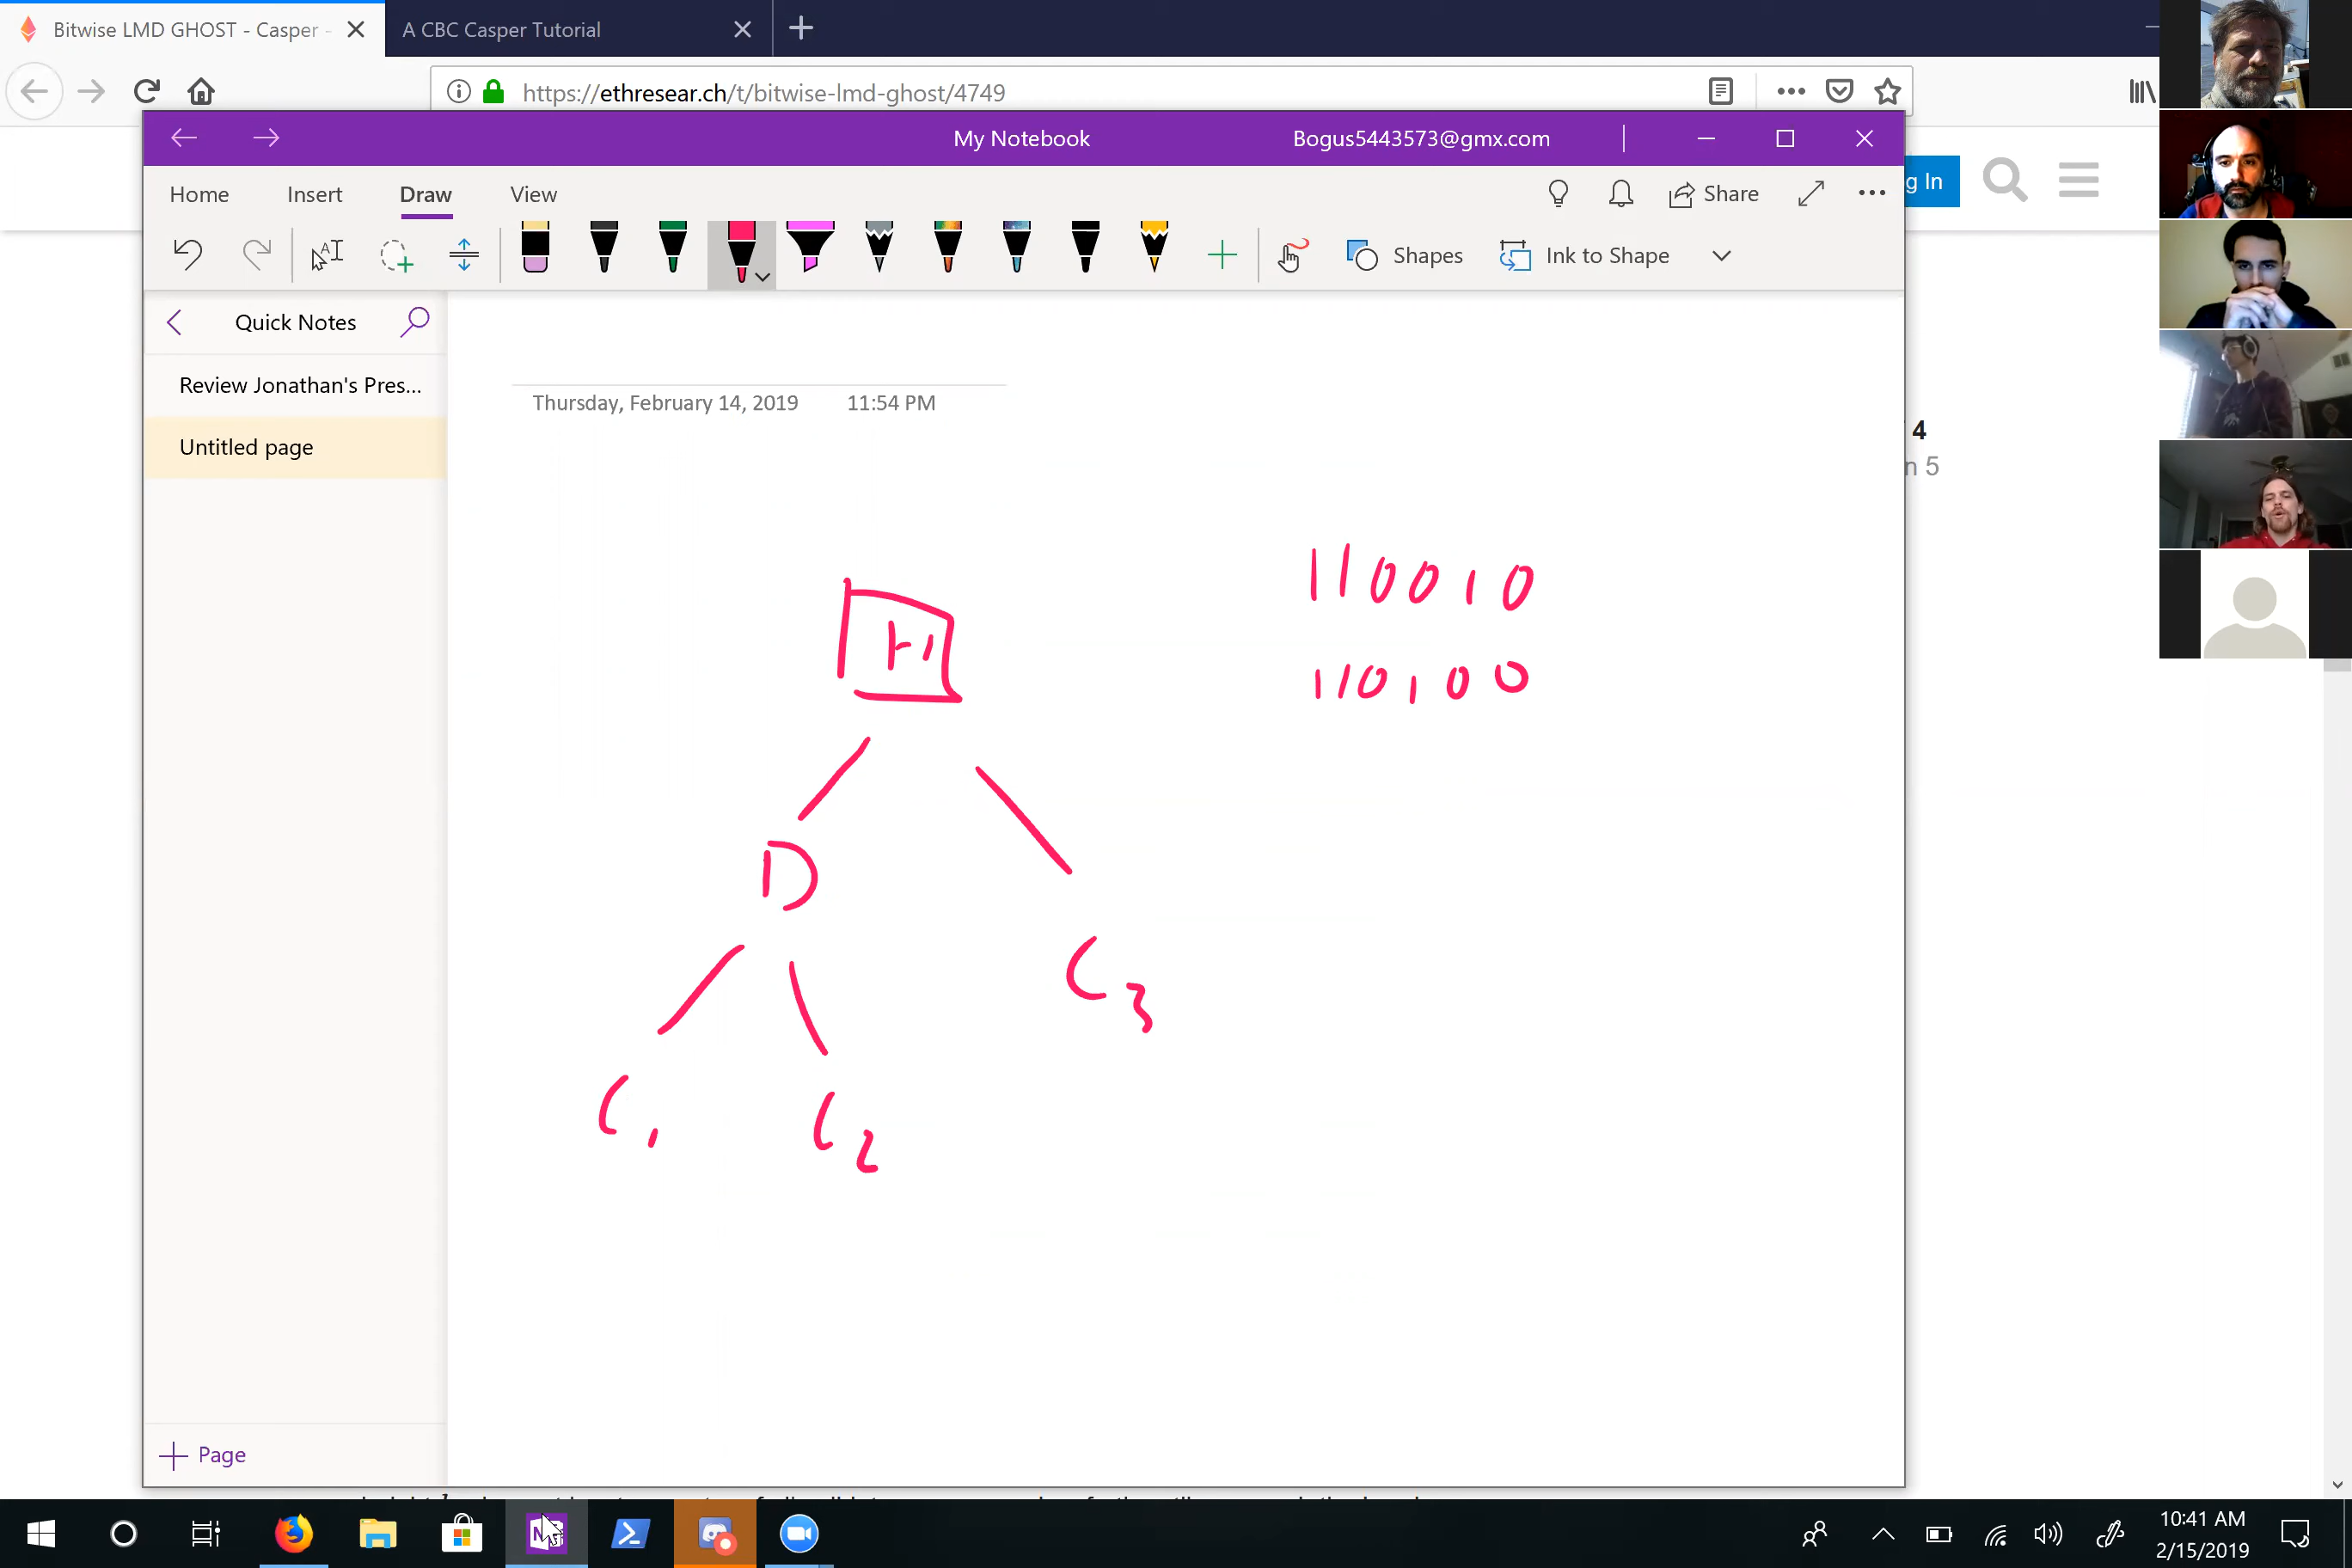 Bitwise LMD GHOST - Casper -
A CBC Casper Tutorial
https://ethresear.ch/t/bitwise-lmd-ghost/4749
My Notebook
Bogus5443573@gmx.com
Home Insert Draw View
Share
g In
Shapes
Ink to Shape
Quick Notes
Review Jonathan's Pres...
Untitled page
Thursday, February 14, 2019 11:54 PM
4
n 5
110010
110100
H
D
C3
C1 C2
Page
10:41 AM
2/15/2019